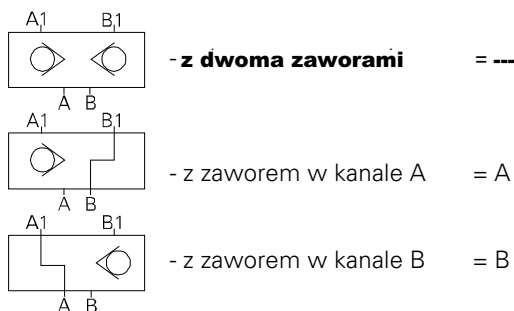 A1 B1
- z dwoma zaworami = ---
A B
A1 B1
- z zaworem w kanale A = A
A B
A1 B1
- z zaworem w kanale B = B
A B